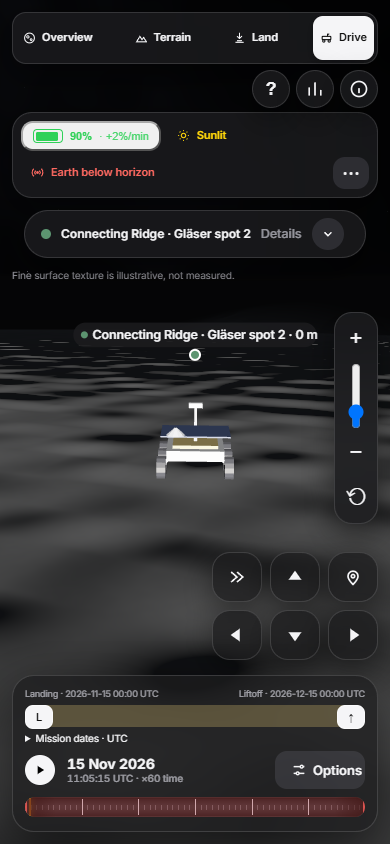 Overview Terrain Land Drive
?
90% · +2%/min Sunlit
Earth below horizon
Connecting Ridge · Gläser spot 2 Details
Fine surface texture is illustrative, not measured.
Connecting Ridge · Gläser spot 2 · 0 m
Landing · 2026-11-15 00:00 UTC Liftoff · 2026-12-15 00:00 UTC
L
Mission dates · UTC
15 Nov 2026
11:05:15 UTC · ×60 time
Options